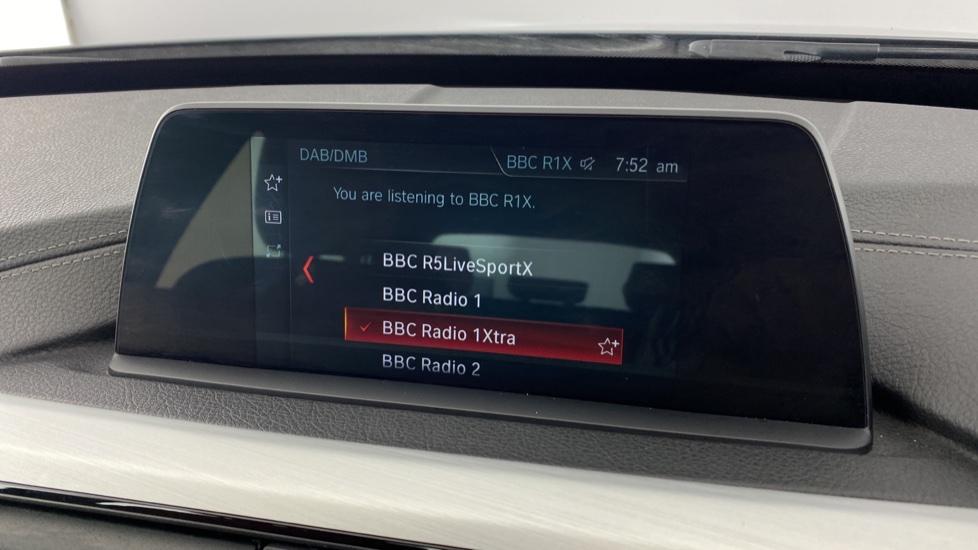 DAB/DMB
BBC R1X 7:52 am
You are listening to BBC R1X.
BBC R5LiveSportX
BBC Radio 1
BBC Radio 1Xtra
BBC Radio 2